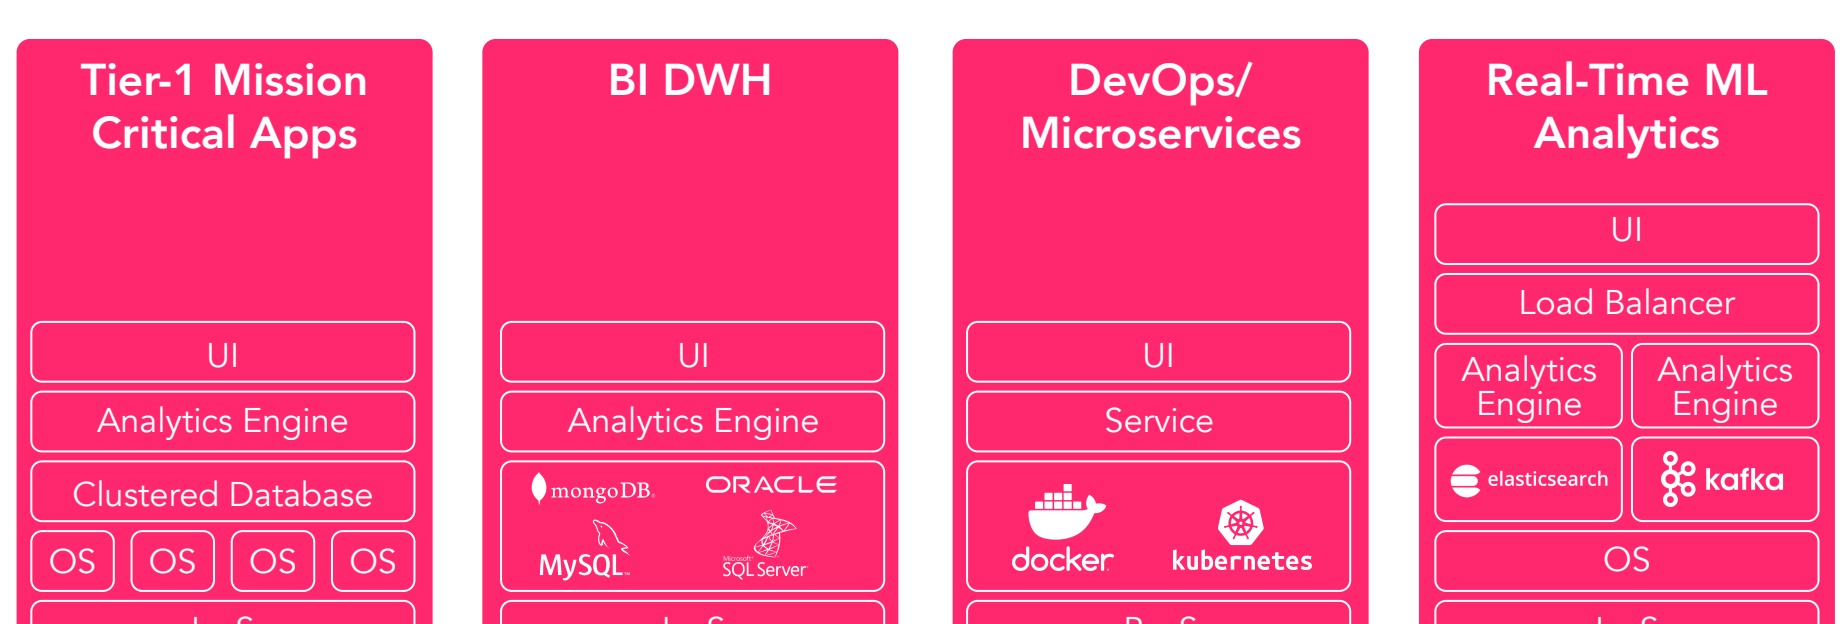 Tier-1 Mission
Critical Apps
UI
Analytics Engine
Clustered Database
OS OS OS OS
BI DWH
UI
Analytics Engine
mongoDB.
ORACLE
MySQL™
Microsoft®
SQL Server
DevOps/
Microservices
UI
Service
docker
kubernetes
Real-Time ML
Analytics
UI
Load Balancer
Analytics
Engine
Analytics
Engine
elasticsearch
kafka
OS